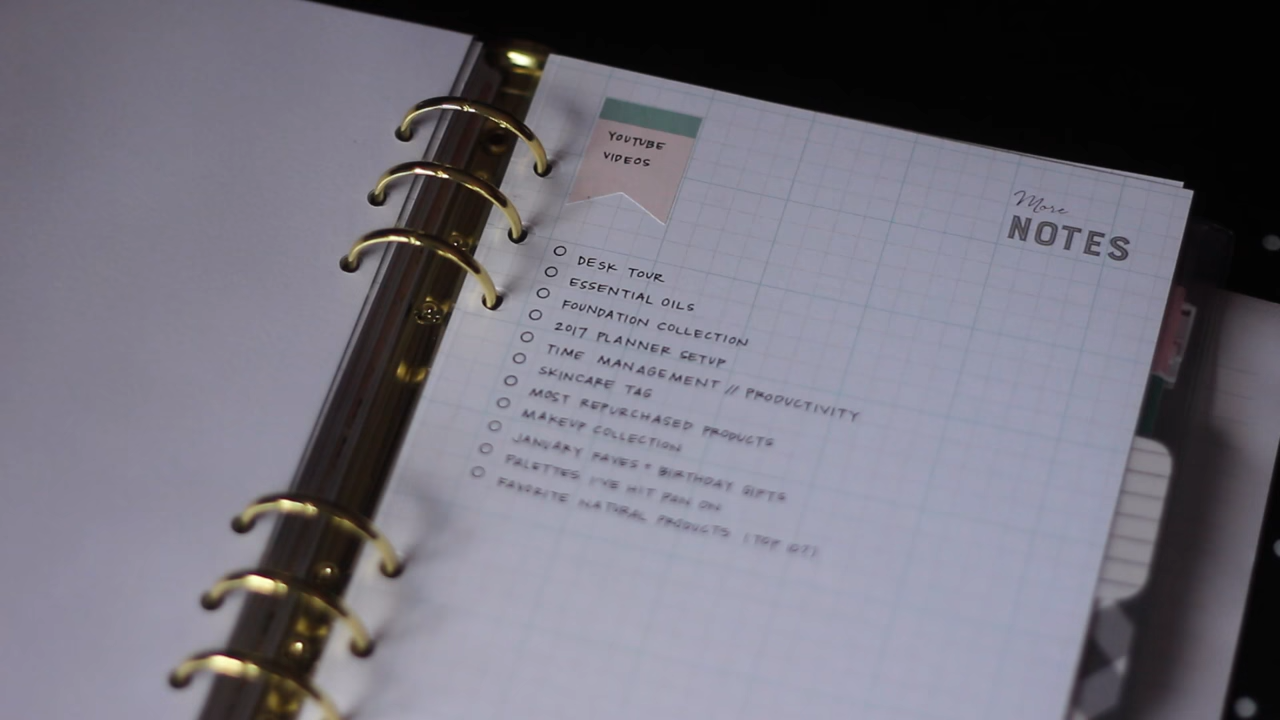 YOUTUBE
VIDEOS
More
NOTES
DESK TOUR
ESSENTIAL OILS
FOUNDATION COLLECTION
2017 PLANNER SETUP
TIME MANAGEMENT // PRODUCTIVITY
SKINCARE TAG
MOST REPURCHASED PRODUCTS
MAKEUP COLLECTION
JANUARY FAVES + BIRTHDAY GIFTS
PALETTES I'VE HIT PAN ON
FAVORITE NATURAL PRODUCTS (TOP